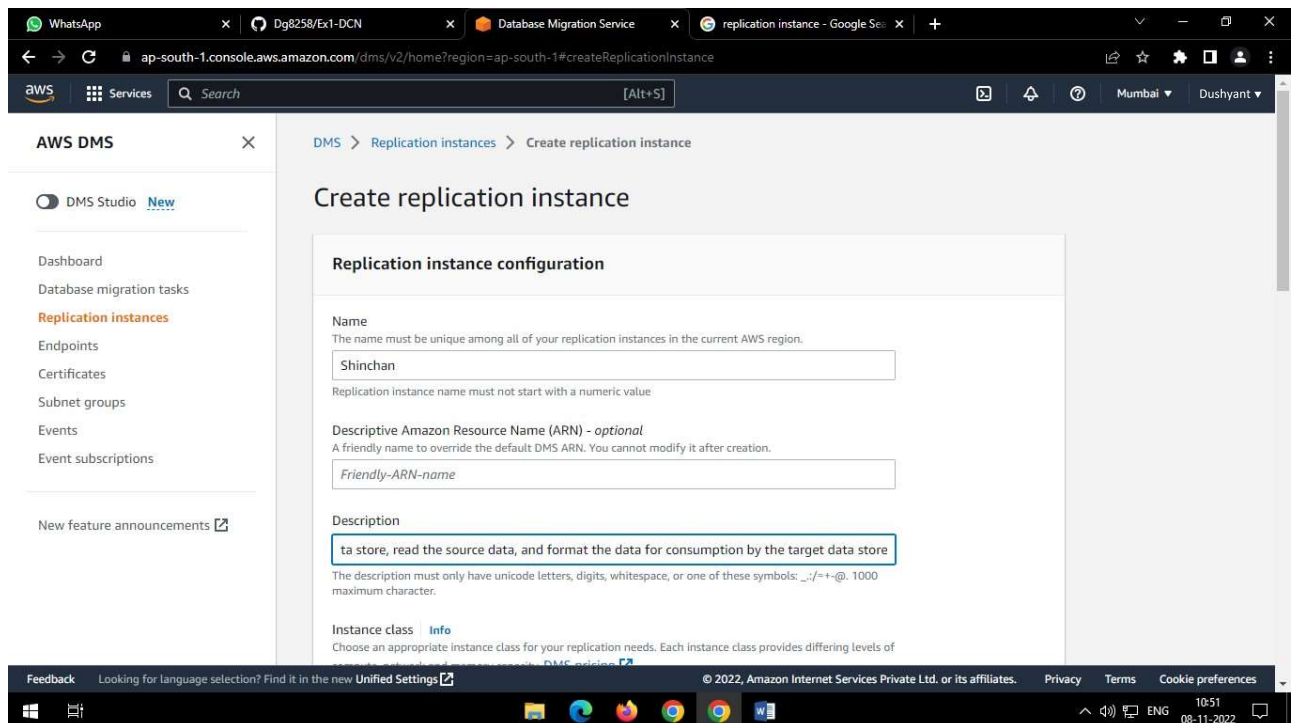 WhatsApp
Dg8258/Ex1-DCN
Database Migration Service
replication instance - Google Sea
ap-south-1.console.aws.amazon.com/dms/v2/home?region=ap-south-1#createReplicationInstance
aws
Services
Search
[Alt+S]
Mumbai
Dushyant
AWS DMS
DMS Studio New
Dashboard
Database migration tasks
Replication instances
Endpoints
Certificates
Subnet groups
Events
Event subscriptions
New feature announcements
DMS > Replication instances > Create replication instance
Create replication instance
Replication instance configuration
Name
The name must be unique among all of your replication instances in the current AWS region.
Shinchan
Replication instance name must not start with a numeric value
Descriptive Amazon Resource Name (ARN) - optional
A friendly name to override the default DMS ARN. You cannot modify it after creation.
Friendly-ARN-name
Description
ta store, read the source data, and format the data for consumption by the target data store
The description must only have unicode letters, digits, whitespace, or one of these symbols: _.:/=+-@. 1000
maximum character.
Instance class Info
Choose an appropriate instance class for your replication needs. Each instance class provides differing levels of
compute, network and memory capacity. DMS pricing
Feedback
Looking for language selection? Find it in the new Unified Settings
© 2022, Amazon Internet Services Private Ltd. or its affiliates.
Privacy
Terms
Cookie preferences
ENG
10:51
08-11-2022